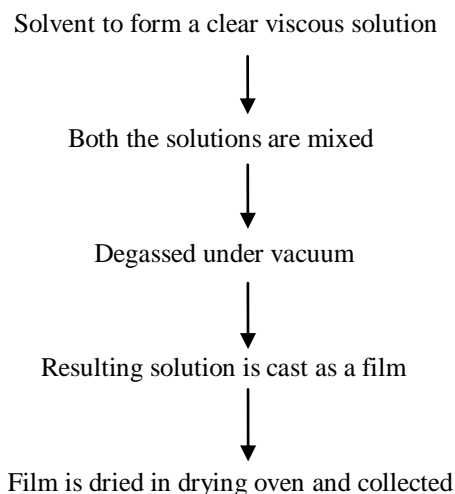 Solvent to form a clear viscous solution
Both the solutions are mixed
Degassed under vacuum
Resulting solution is cast as a film
Film is dried in drying oven and collected